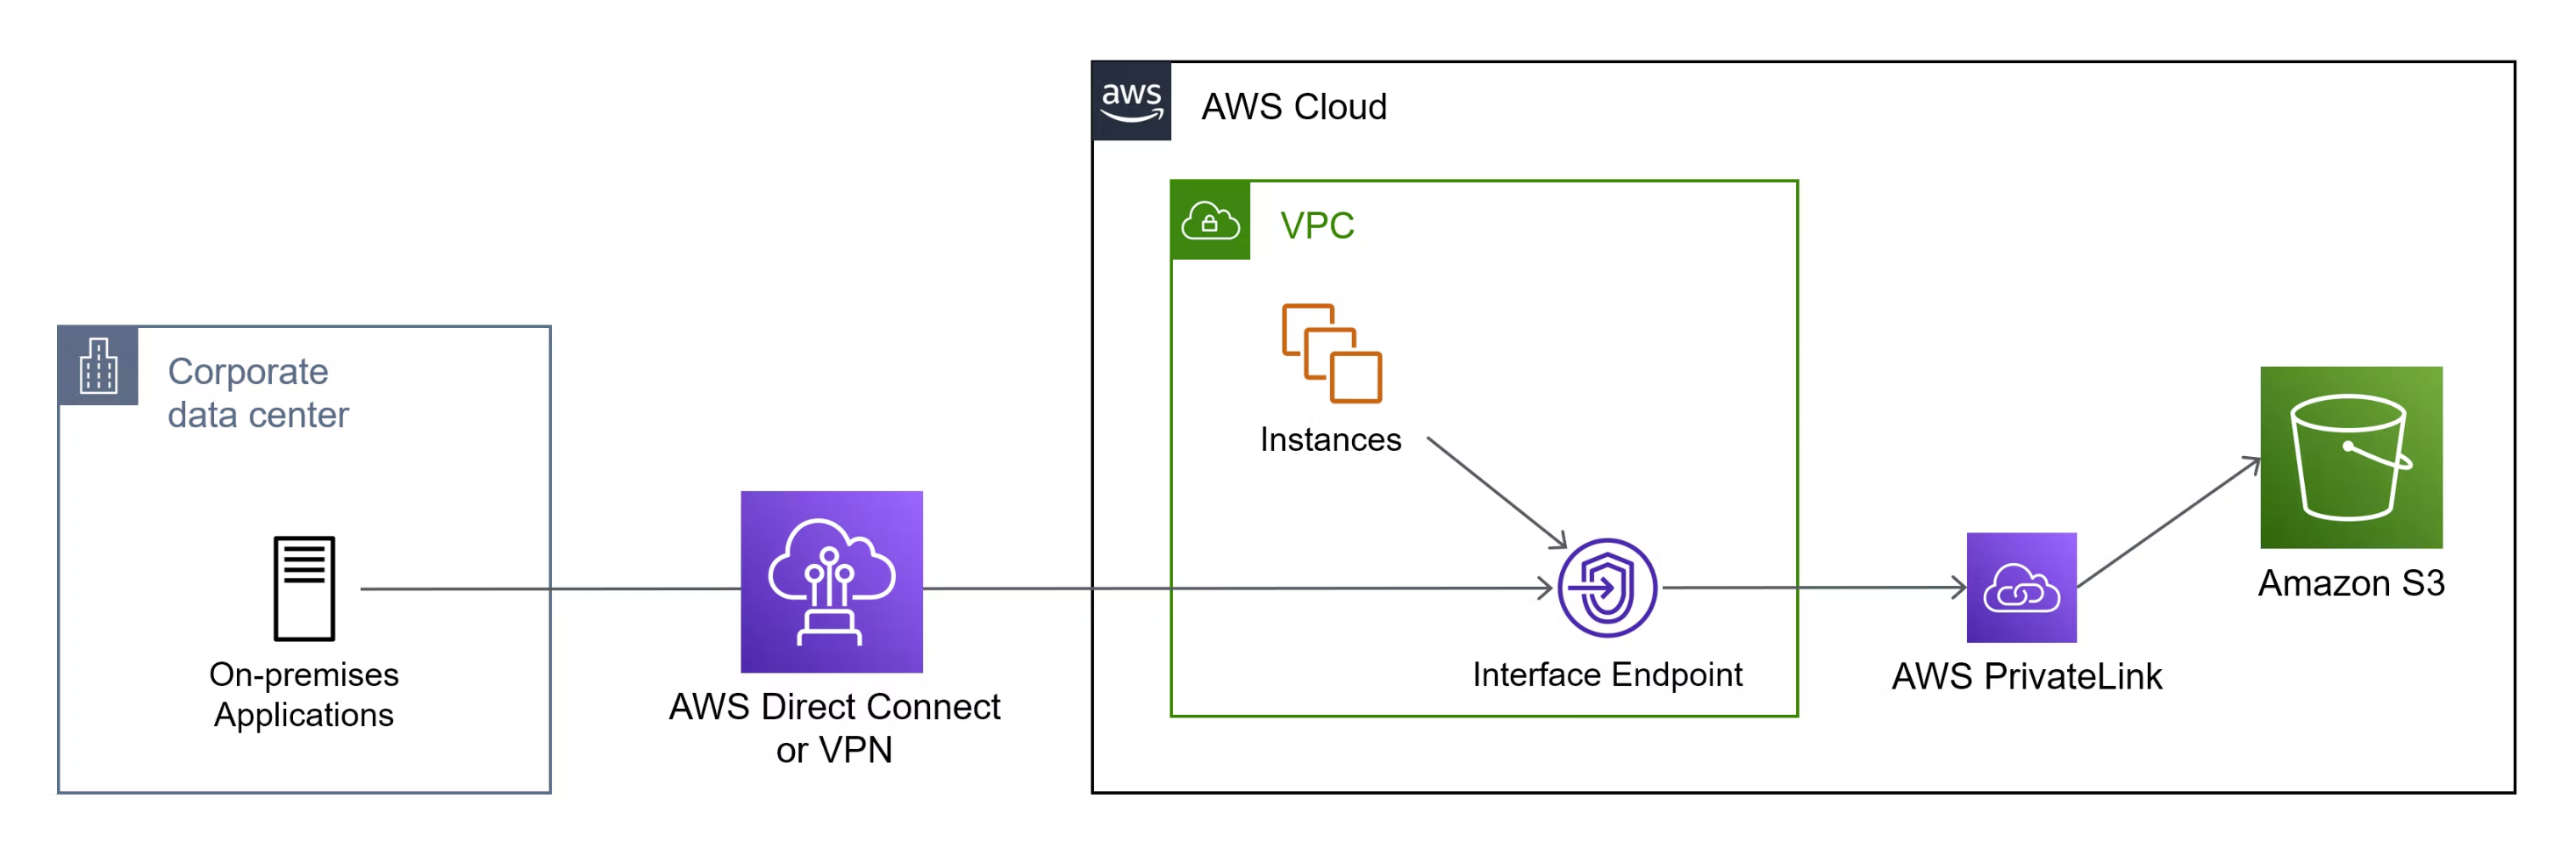 aws
AWS Cloud
VPC
Instances
Corporate
data center
On-premises
Applications
AWS Direct Connect
or VPN
Interface Endpoint
AWS PrivateLink
Amazon S3